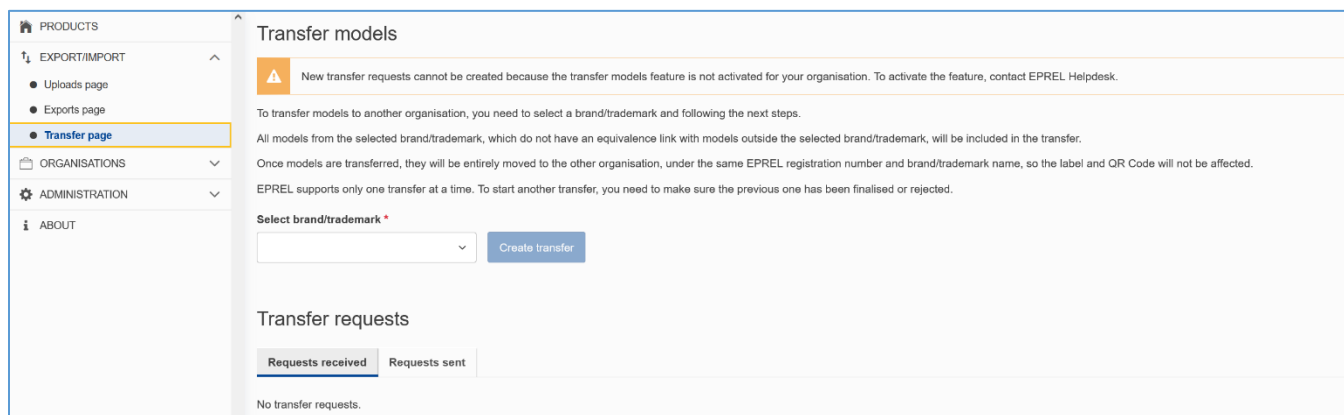 PRODUCTS
EXPORT/IMPORT
Uploads page
Exports page
Transfer page
ORGANISATIONS
ADMINISTRATION
ABOUT
Transfer models
New transfer requests cannot be created because the transfer models feature is not activated for your organisation. To activate the feature, contact EPREL Helpdesk.
To transfer models to another organisation, you need to select a brand/trademark and following the next steps.
All models from the selected brand/trademark, which do not have an equivalence link with models outside the selected brand/trademark, will be included in the transfer.
Once models are transferred, they will be entirely moved to the other organisation, under the same EPREL registration number and brand/trademark name, so the label and QR Code will not be affected.
EPREL supports only one transfer at a time. To start another transfer, you need to make sure the previous one has been finalised or rejected.
Select brand/trademark *
Create transfer
Transfer requests
Requests received Requests sent
No transfer requests.